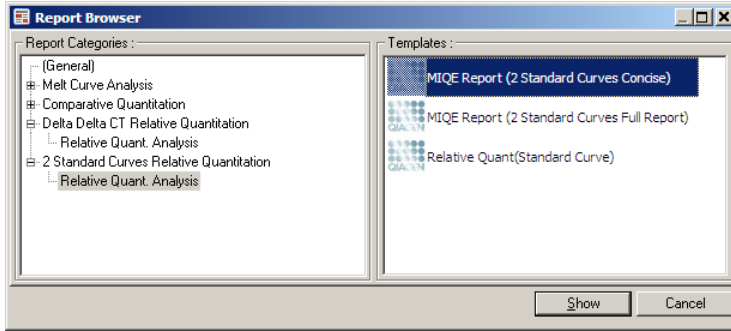 Report Browser
Report Categories :
(General)
Melt Curve Analysis
Comparative Quantitation
Delta Delta CT Relative Quantitation
Relative Quant. Analysis
2 Standard Curves Relative Quantitation
Relative Quant. Analysis
Templates :
MIQE Report (2 Standard Curves Concise)
QIAGEN
MIQE Report (2 Standard Curves Full Report)
QIAGEN
Relative Quant(Standard Curve)
Show
Cancel